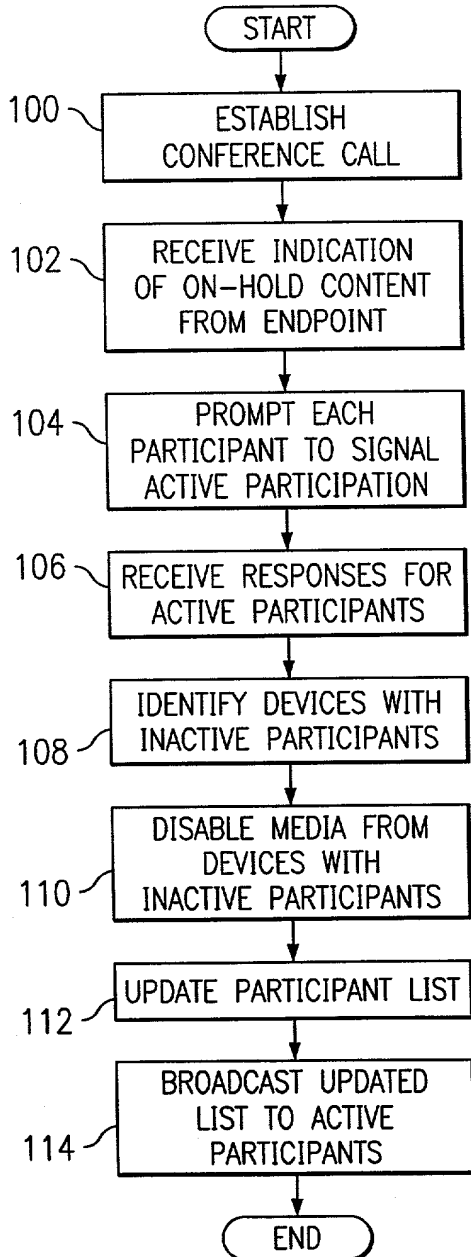 START
100
ESTABLISH
CONFERENCE CALL
102
RECEIVE INDICATION
OF ON-HOLD CONTENT
FROM ENDPOINT
104
PROMPT EACH
PARTICIPANT TO SIGNAL
ACTIVE PARTICIPATION
106
RECEIVE RESPONSES FOR
ACTIVE PARTICIPANTS
108
IDENTIFY DEVICES WITH
INACTIVE PARTICIPANTS
110
DISABLE MEDIA FROM
DEVICES WITH
INACTIVE PARTICIPANTS
112
UPDATE PARTICIPANT LIST
114
BROADCAST UPDATED
LIST TO ACTIVE
PARTICIPANTS
END